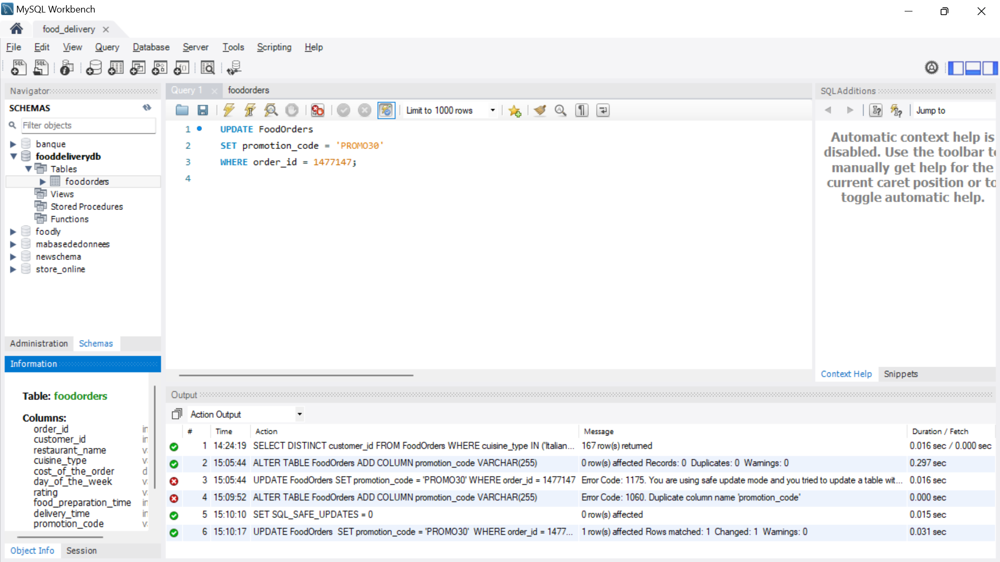 MySQL Workbench
food_delivery
File Edit View Query Database Server Tools Scripting Help
Navigator
SCHEMAS
Filter objects
banque
fooddeliverydb
Tables
foodorders
Views
Stored Procedures
Functions
foodly
mabasededonnees
newschema
store_online
Administration Schemas
Information
Table: foodorders
Columns:
order_id in
customer_id in
restaurant_name v
cuisine_type v
cost_of_the_order d
day_of_the_week v
rating v
food_preparation_time in
delivery_time in
promotion_code v
Object Info Session
Query 1 foodorders
Limit to 1000 rows
1 UPDATE FoodOrders
2 SET promotion_code = 'PROMO30'
3 WHERE order_id = 1477147;
4
SQLAdditions
Jump to
Automatic context help is
disabled. Use the toolbar to
manually get help for the
current caret position or to
toggle automatic help.
Context Help Snippets
Output
Action Output
# Time Action Message Duration / Fetch
1 14:24:19 SELECT DISTINCT customer_id FROM FoodOrders WHERE cuisine_type IN ('Italian... 167 row(s) returned 0.016 sec / 0.000 sec
2 15:05:44 ALTER TABLE FoodOrders ADD COLUMN promotion_code VARCHAR(255) 0 row(s) affected Records: 0 Duplicates: 0 Warnings: 0 0.297 sec
3 15:05:44 UPDATE FoodOrders SET promotion_code = 'PROMO30' WHERE order_id = 1477147 Error Code: 1175. You are using safe update mode and you tried to update a table wit... 0.016 sec
4 15:09:52 ALTER TABLE FoodOrders ADD COLUMN promotion_code VARCHAR(255) Error Code: 1060. Duplicate column name 'promotion_code' 0.000 sec
5 15:10:10 SET SQL_SAFE_UPDATES = 0 0 row(s) affected 0.015 sec
6 15:10:17 UPDATE FoodOrders SET promotion_code = 'PROMO30' WHERE order_id = 1477... 1 row(s) affected Rows matched: 1 Changed: 1 Warnings: 0 0.031 sec